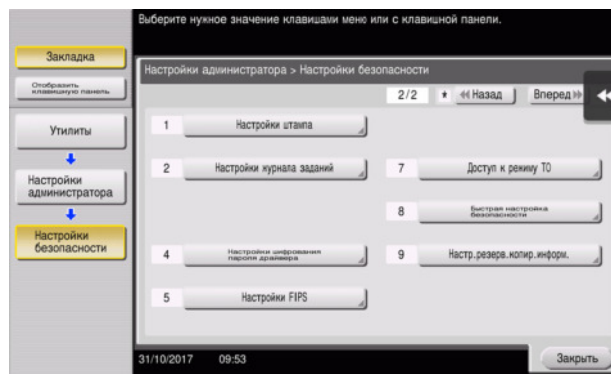 Выберите нужное значение клавишами меню или с клавишной панели.
Закладка
Отобразить
клавишную панель
Утилиты
Настройки
администратора
Настройки
безопасности
Настройки администратора > Настройки безопасности
2/2 * Назад Вперед
1 Настройки штампа
2 Настройки журнала заданий
7 Доступ к режиму ТО
8 Быстрая настройка
безопасности
4 Настройки шифрования
пароля драйвера
9 Настр.резерв.копир.информ.
5 Настройки FIPS
31/10/2017 09:53
Закрыть